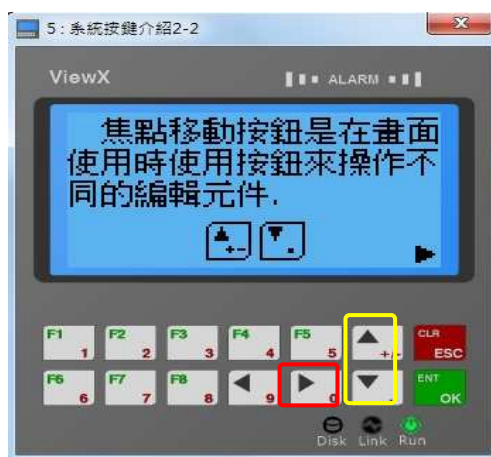 5 : 系統按鍵介紹2-2
ViewX
ALARM
焦點移動按鈕是在畫面
使用時使用按鈕來操作不
同的編輯元件.
+-
.
F1 1
F2 2
F3 3
F4 4
F5 5
+/-
CLR ESC
F6 6
F7 7
F8 8
9
0
.
ENT OK
Disk Link Run